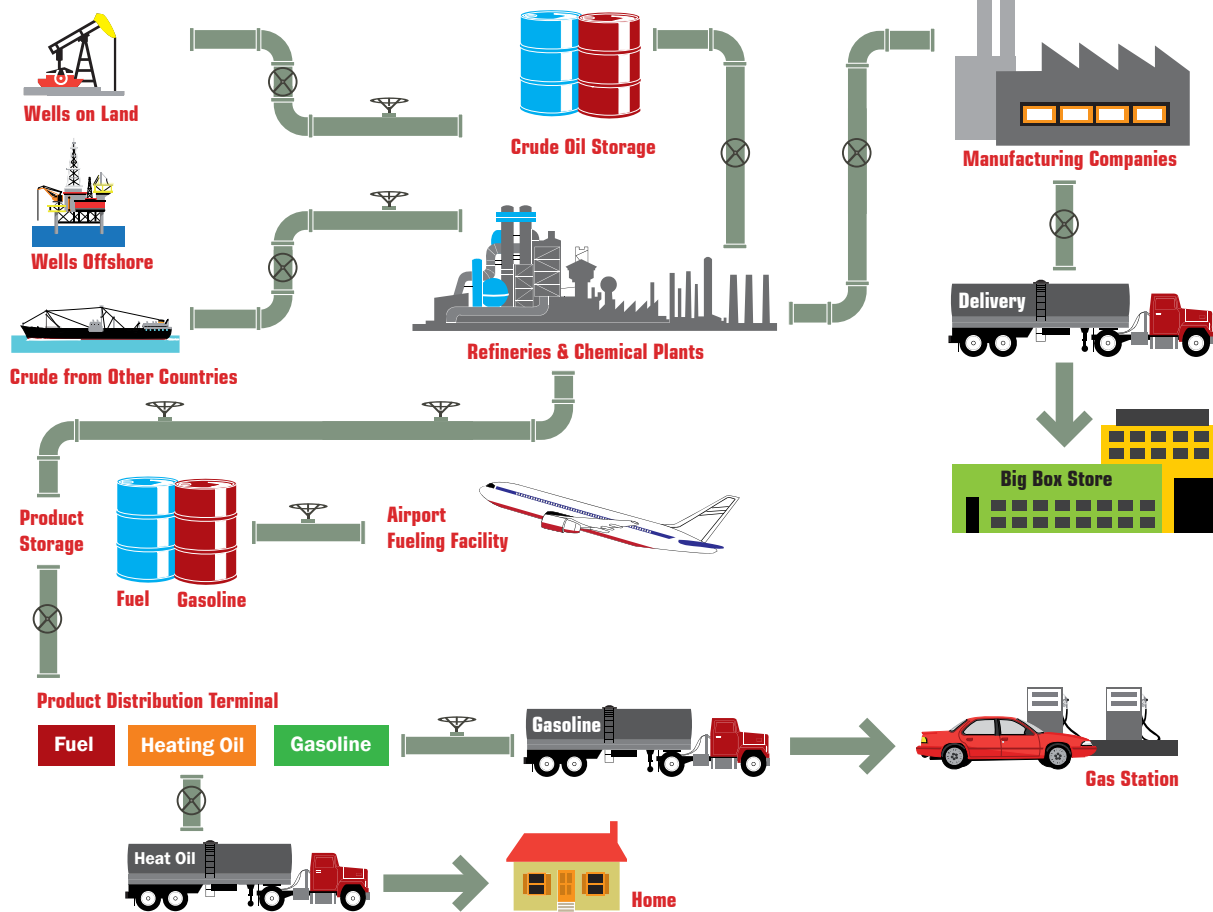 Wells on Land
Crude Oil Storage
Manufacturing Companies
Wells Offshore
Delivery
Refineries & Chemical Plants
Crude from Other Countries
Big Box Store
Product
Storage
Airport
Fueling Facility
Fuel
Gasoline
Product Distribution Terminal
Fuel
Heating Oil
Gasoline
Gasoline
Gas Station
Heat Oil
Home